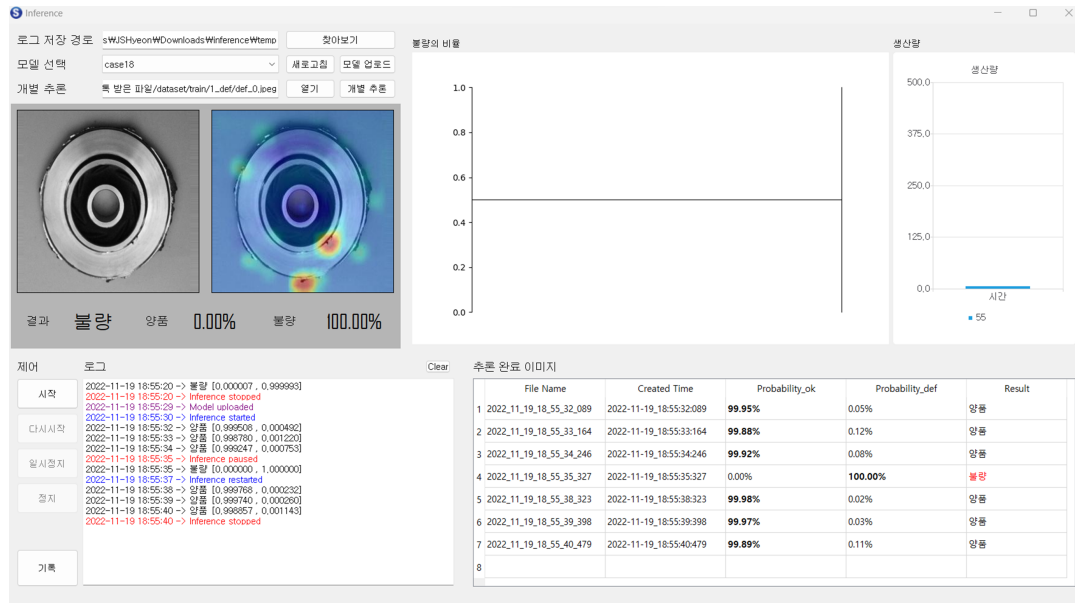 Inference
로그 저장 경로 s₩JSHyeon₩Downloads₩inference₩temp 찾아보기
모델 선택 case18 새로고침 모델 업로드
개별 추론 톡 받은 파일/dataset/train/1_def/def_0.jpeg 열기 개별 추론
결과 불량 양품 0.00% 불량 100.00%
불량의 비율
1.0
0.8
0.6
0.4
0.2
0.0
생산량
생산량
500.0
375.0
250.0
125.0
0.0
시간
55
제어
시작
다시시작
일시정지
정지
기록
로그 Clear
2022-11-19 18:55:20 -> 불량 [0.000007 , 0.999993]
2022-11-19 18:55:20 -> Inference stopped
2022-11-19 18:55:29 -> Model uploaded
2022-11-19 18:55:30 -> Inference started
2022-11-19 18:55:32 -> 양품 [0.999508 , 0.000492]
2022-11-19 18:55:33 -> 양품 [0.998780 , 0.001220]
2022-11-19 18:55:34 -> 양품 [0.999247 , 0.000753]
2022-11-19 18:55:35 -> Inference paused
2022-11-19 18:55:35 -> 불량 [0.000000 , 1.000000]
2022-11-19 18:55:37 -> Inference restarted
2022-11-19 18:55:38 -> 양품 [0.999768 , 0.000232]
2022-11-19 18:55:39 -> 양품 [0.999740 , 0.000260]
2022-11-19 18:55:40 -> 양품 [0.998857 , 0.001143]
2022-11-19 18:55:40 -> Inference stopped
추론 완료 이미지
File Name Created Time Probability_ok Probability_def Result
1 2022_11_19_18_55_32_089 2022-11-19_18:55:32:089 99.95% 0.05% 양품
2 2022_11_19_18_55_33_164 2022-11-19_18:55:33:164 99.88% 0.12% 양품
3 2022_11_19_18_55_34_246 2022-11-19_18:55:34:246 99.92% 0.08% 양품
4 2022_11_19_18_55_35_327 2022-11-19_18:55:35:327 0.00% 100.00% 불량
5 2022_11_19_18_55_38_323 2022-11-19_18:55:38:323 99.98% 0.02% 양품
6 2022_11_19_18_55_39_398 2022-11-19_18:55:39:398 99.97% 0.03% 양품
7 2022_11_19_18_55_40_479 2022-11-19_18:55:40:479 99.89% 0.11% 양품
8